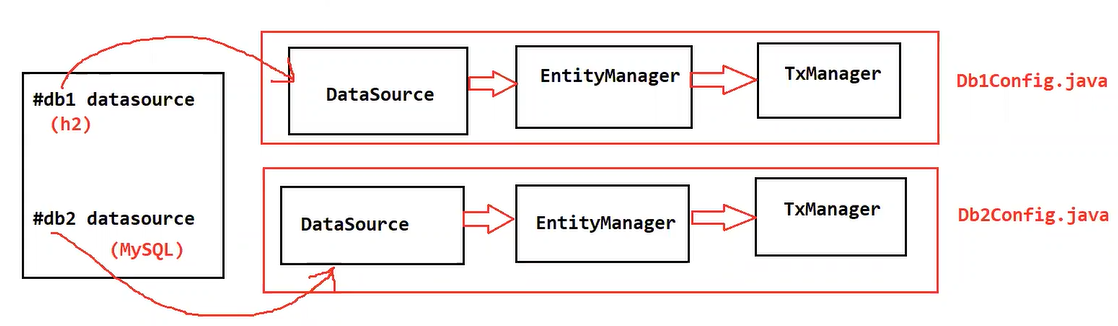 #db1 datasource
(h2)
#db2 datasource
(MySQL)
DataSource
EntityManager
TxManager
Db1Config.java
DataSource
EntityManager
TxManager
Db2Config.java